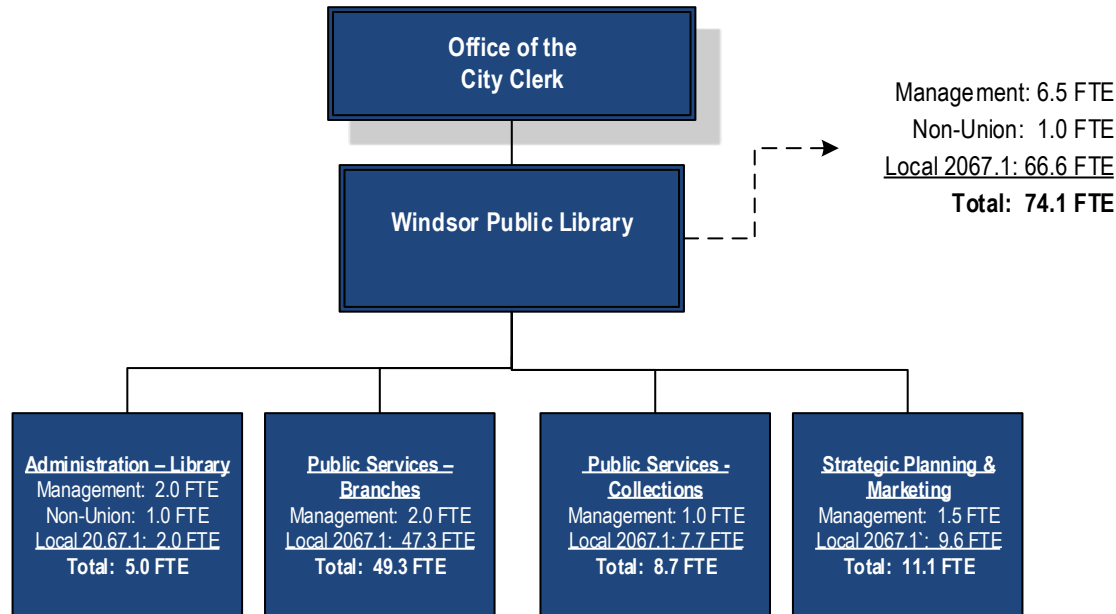 Office of the
City Clerk
Management: 6.5 FTE
Non-Union: 1.0 FTE
Local 2067.1: 66.6 FTE
Total: 74.1 FTE
Windsor Public Library
Administration – Library
Management: 2.0 FTE
Non-Union: 1.0 FTE
Local 20.67.1: 2.0 FTE
Total: 5.0 FTE
Public Services –
Branches
Management: 2.0 FTE
Local 2067.1: 47.3 FTE
Total: 49.3 FTE
Public Services -
Collections
Management: 1.0 FTE
Local 2067.1: 7.7 FTE
Total: 8.7 FTE
Strategic Planning &
Marketing
Management: 1.5 FTE
Local 2067.1`: 9.6 FTE
Total: 11.1 FTE